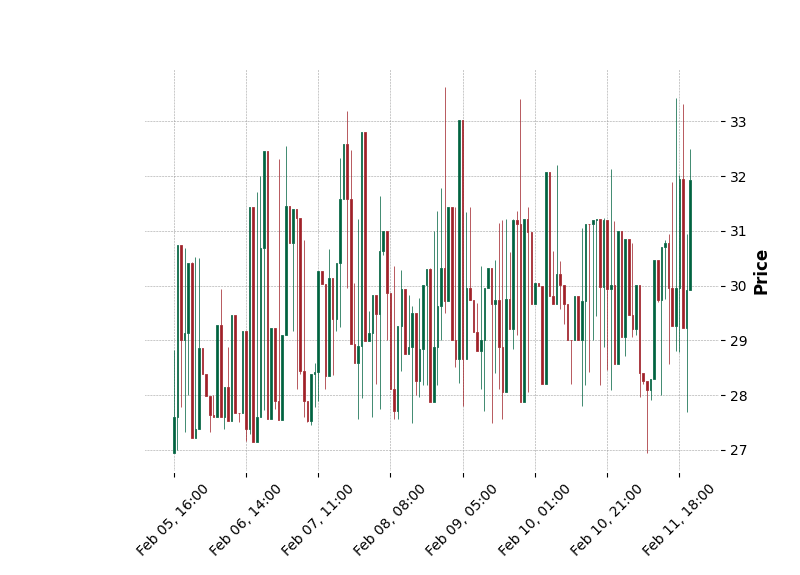 33
32
31
30
29
28
27
Price
Feb 05, 16:00
Feb 06, 14:00
Feb 07, 11:00
Feb 08, 08:00
Feb 09, 05:00
Feb 10, 01:00
Feb 10, 21:00
Feb 11, 18:00